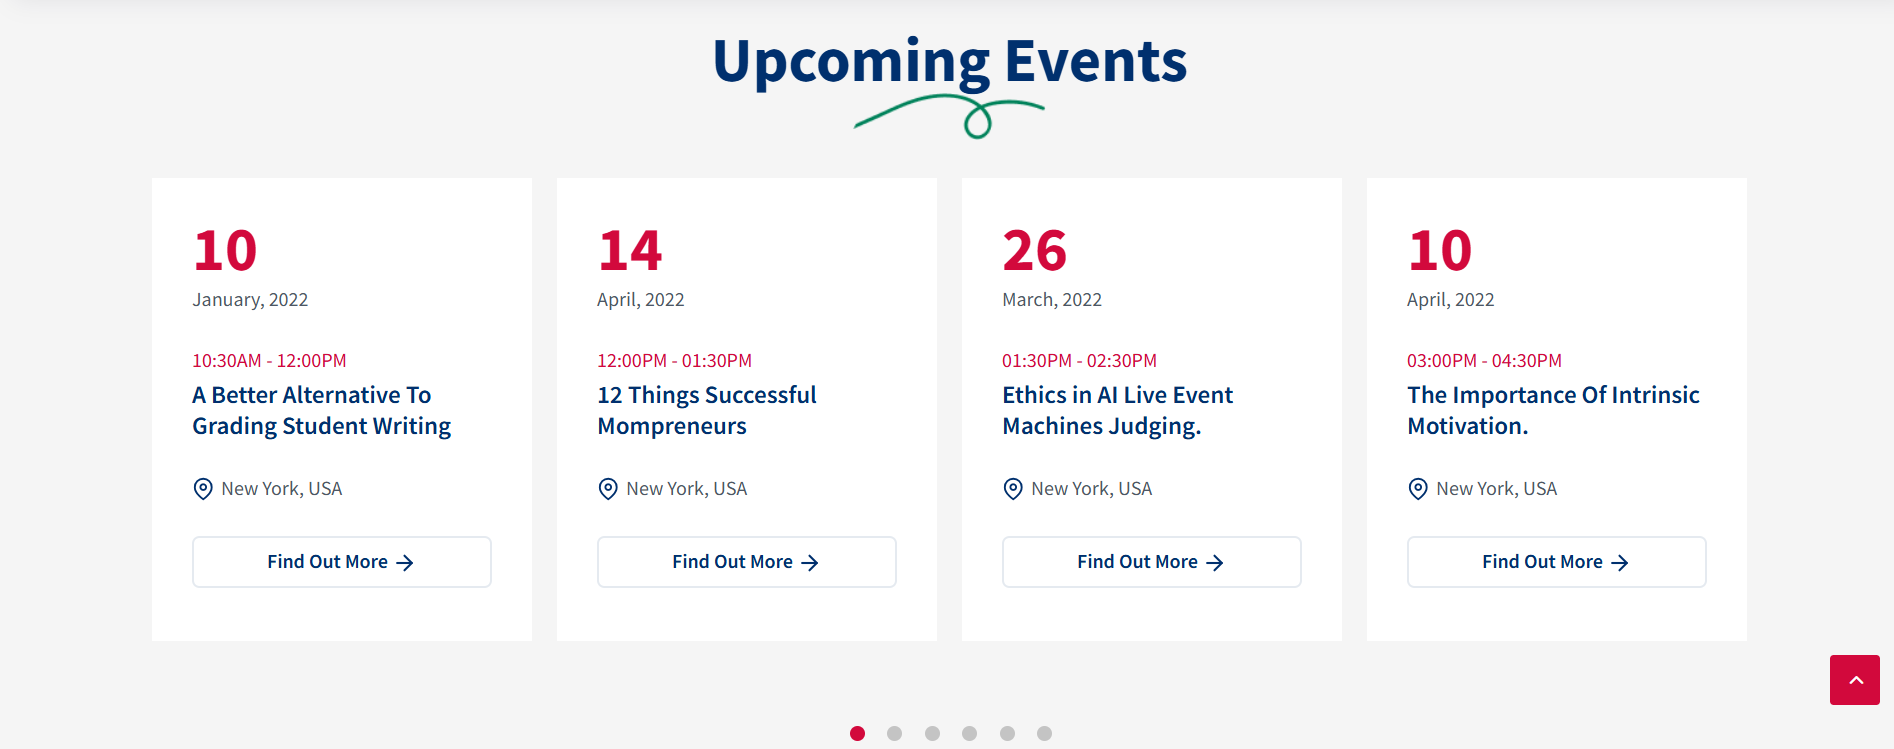 Upcoming Events
10
January, 2022
10:30AM - 12:00PM
A Better Alternative To
Grading Student Writing
New York, USA
Find Out More
14
April, 2022
12:00PM - 01:30PM
12 Things Successful
Mompreneurs
New York, USA
Find Out More
26
March, 2022
01:30PM - 02:30PM
Ethics in AI Live Event
Machines Judging.
New York, USA
Find Out More
10
April, 2022
03:00PM - 04:30PM
The Importance Of Intrinsic
Motivation.
New York, USA
Find Out More